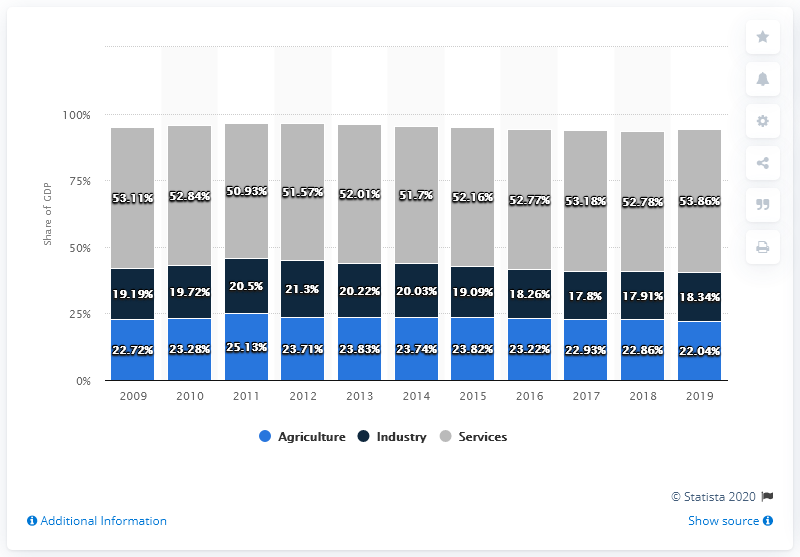 100%
75%
50%
25%
0%
Share of GDP
53.11% 52.84% 50.93% 51.57% 52.01% 51.7% 52.16% 52.77% 53.18% 52.78% 53.86%
19.19% 19.72% 20.5% 21.3% 20.22% 20.03% 19.09% 18.26% 17.8% 17.91% 18.34%
22.72% 23.28% 25.13% 23.71% 23.83% 23.74% 23.82% 23.22% 22.93% 22.86% 22.04%
2009 2010 2011 2012 2013 2014 2015 2016 2017 2018 2019
Agriculture Industry Services
© Statista 2020
Additional Information Show source